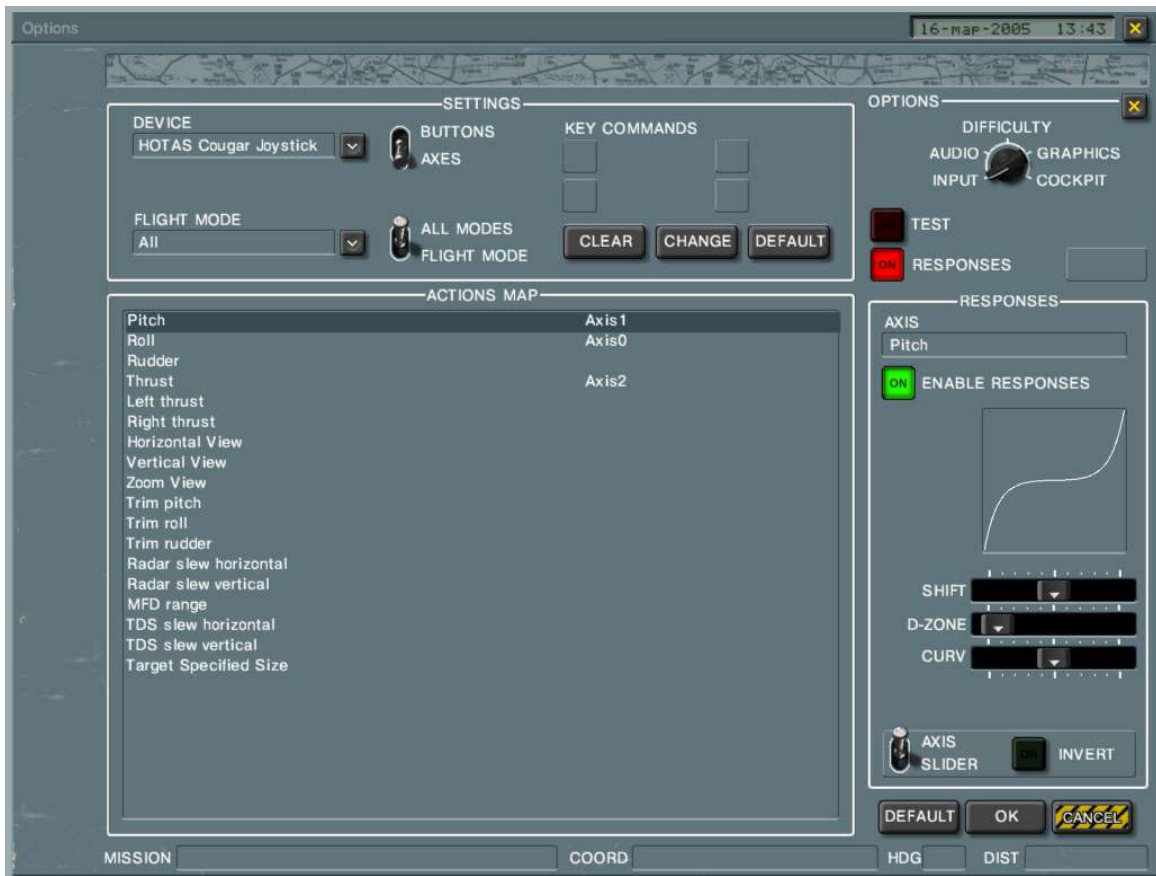 Options
16-мар-2005 13:43
SETTINGS
DEVICE
HOTAS Cougar Joystick
BUTTONS
AXES
KEY COMMANDS
FLIGHT MODE
All
ALL MODES
FLIGHT MODE
CLEAR CHANGE DEFAULT
OPTIONS
DIFFICULTY
AUDIO GRAPHICS
INPUT COCKPIT
TEST
ON RESPONSES
ACTIONS MAP
Pitch Axis1
Roll Axis0
Rudder
Thrust Axis2
Left thrust
Right thrust
Horizontal View
Vertical View
Zoom View
Trim pitch
Trim roll
Trim rudder
Radar slew horizontal
Radar slew vertical
MFD range
TDS slew horizontal
TDS slew vertical
Target Specified Size
RESPONSES
AXIS
Pitch
ON ENABLE RESPONSES
SHIFT
D-ZONE
CURV
AXIS
SLIDER
ON INVERT
DEFAULT OK CANCEL
MISSION COORD HDG DIST